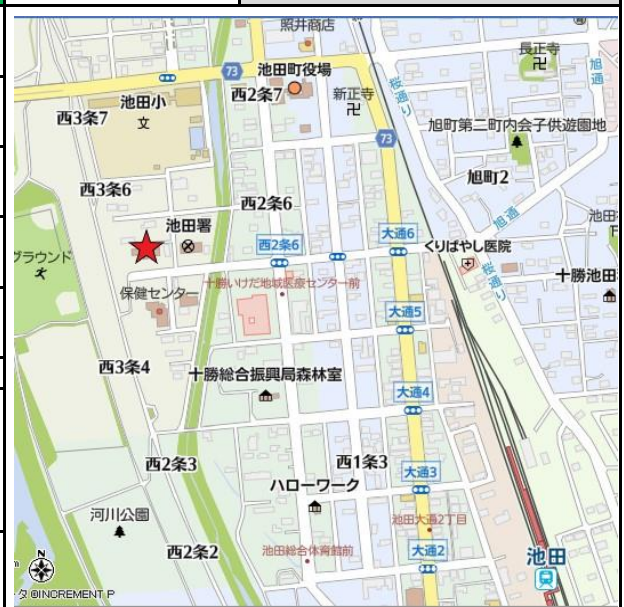 照井商店
長正寺
旭通
73
池田町役場
桜通り
池田小
文
西2条7
新正寺
西3条7
旭町第二町内会子供遊園地
73
旭町2
西3条6
西2条6
旭通
池田署
大通6
くりばやし医院
西2条6
グラウンド
桜通り
十勝池田
保健センター
十勝いけだ地域医療センター前
大通5
西3条4
十勝総合振興局森林室
大通4
西2条3
西1条3
大通3
ハローワーク
河川公園
池田大通2丁目
西2条2
池田総合体育館前
大通2
池田
N
©INCREMENT P